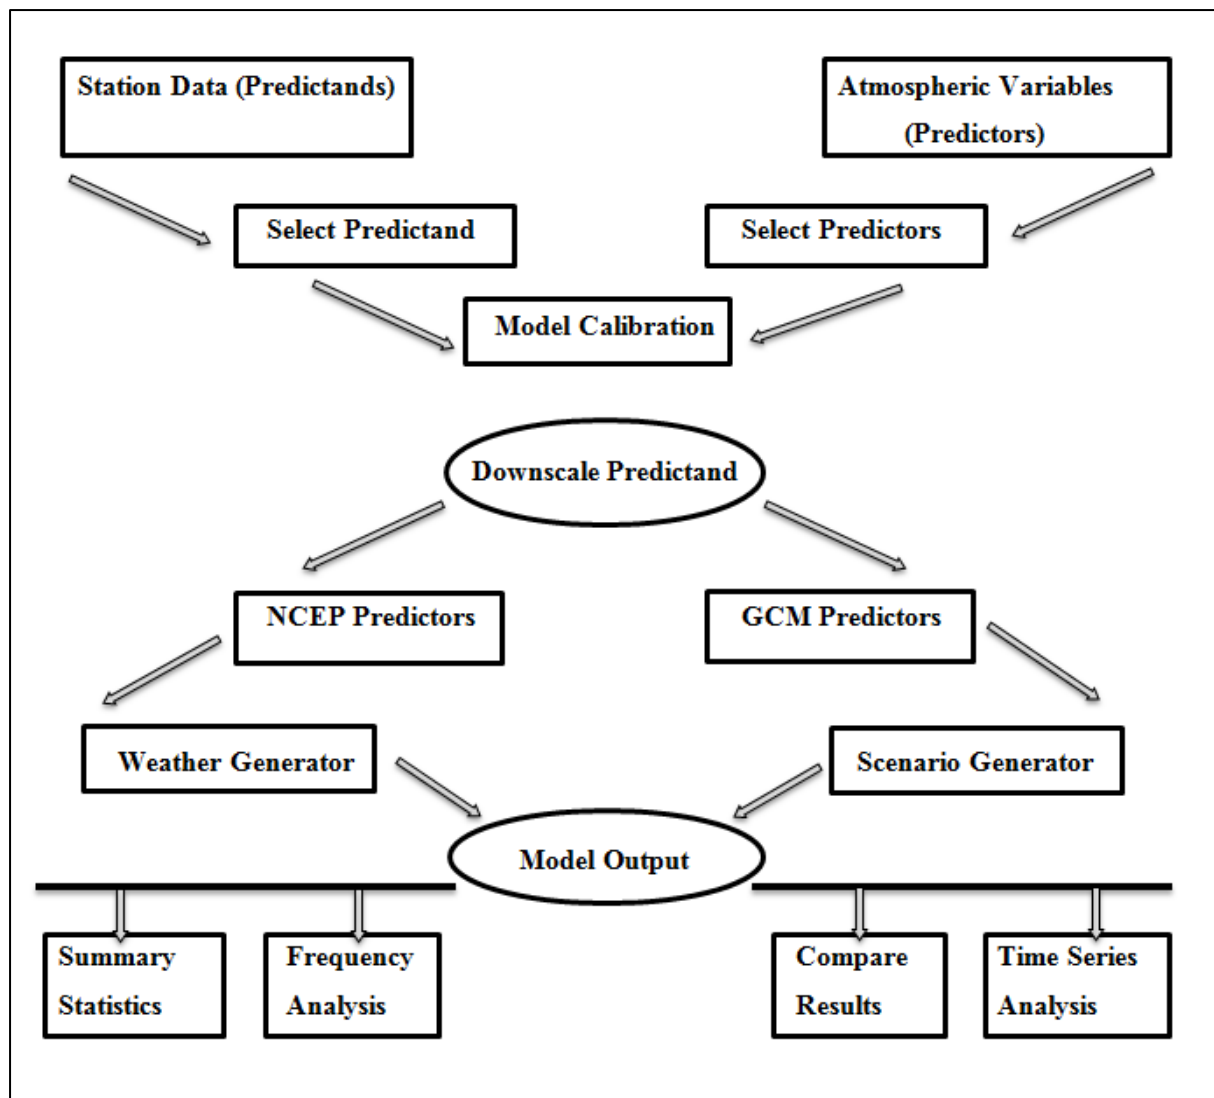 Station Data (Predictands)
Atmospheric Variables
(Predictors)
Select Predictand
Select Predictors
Model Calibration
Downscale Predictand
NCEP Predictors
GCM Predictors
Weather Generator
Scenario Generator
Model Output
Summary
Statistics
Frequency
Analysis
Compare
Results
Time Series
Analysis